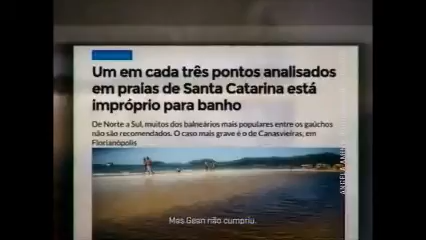 Um em cada três pontos analisados
em praias de Santa Catarina está
impróprio para banho
De Norte a Sul, muitos dos balneários mais populares entre os gaúchos
não são recomendados. O caso mais grave é o de Canasvieiras, em
Florianópolis
Mas Gean não cumpriu.